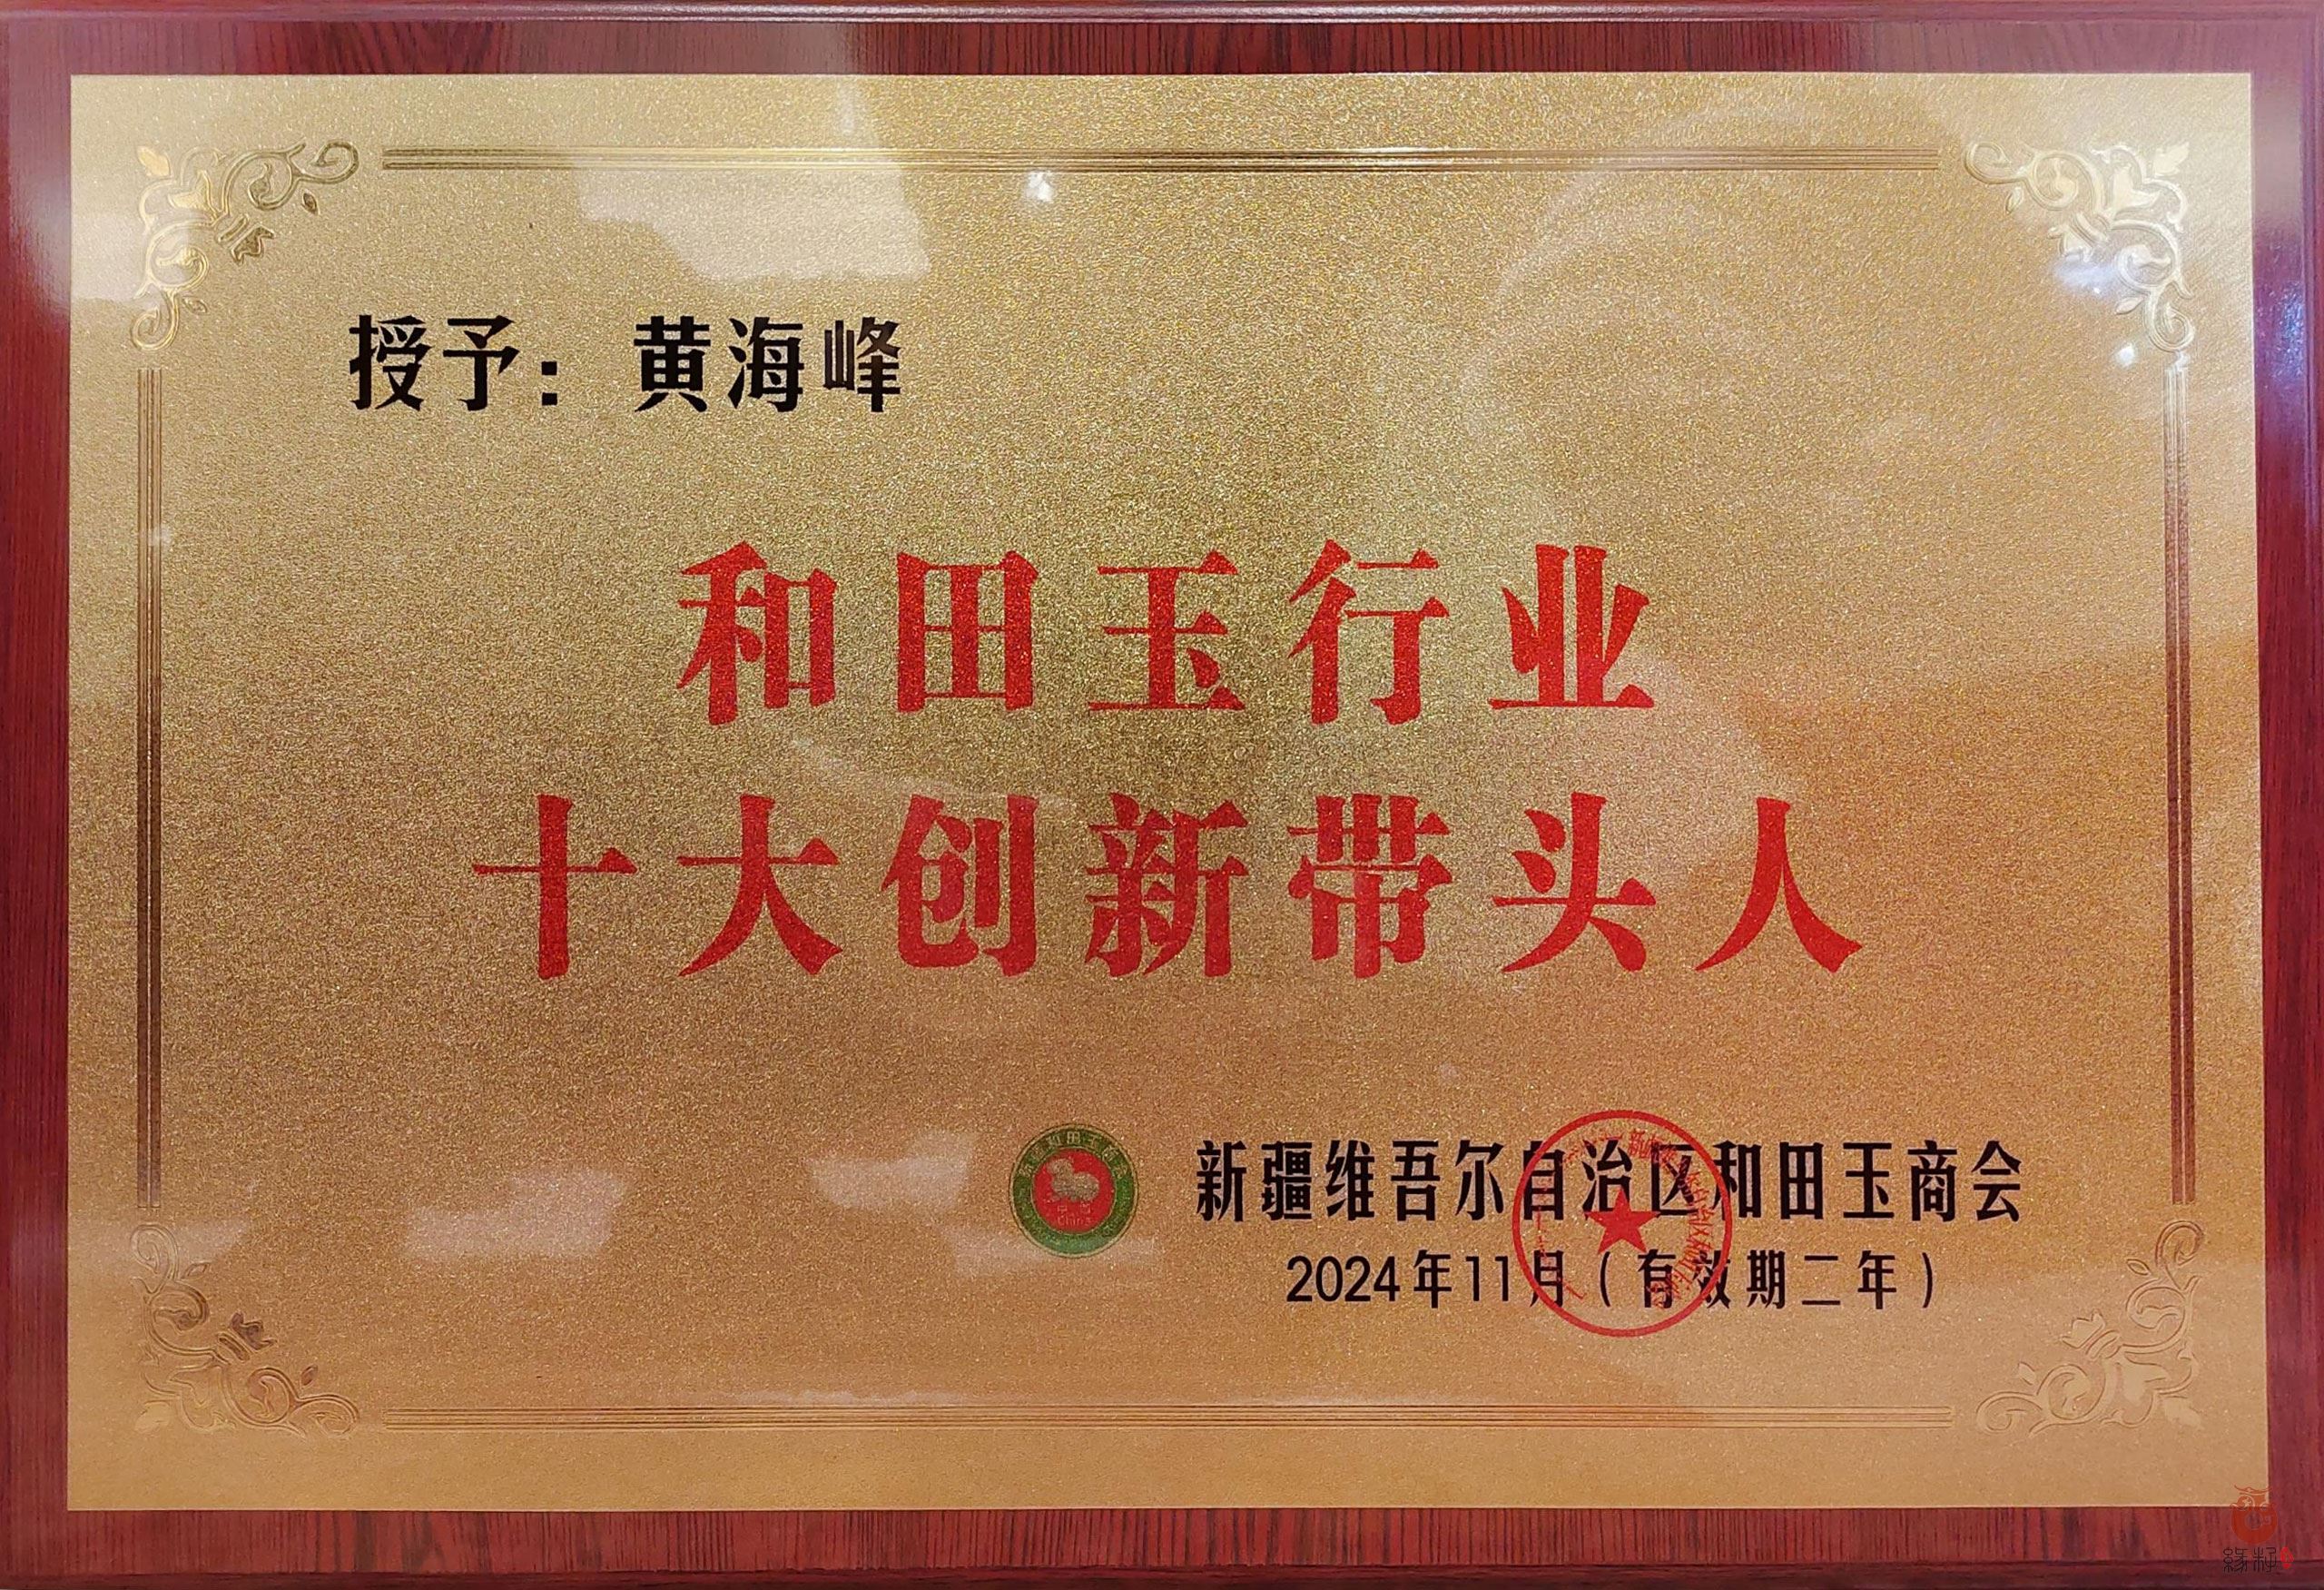 授予：黄海峰
和田玉行业
十大创新带头人
新疆维吾尔自治区和田玉商会
2024年11月（有效期二年）
China